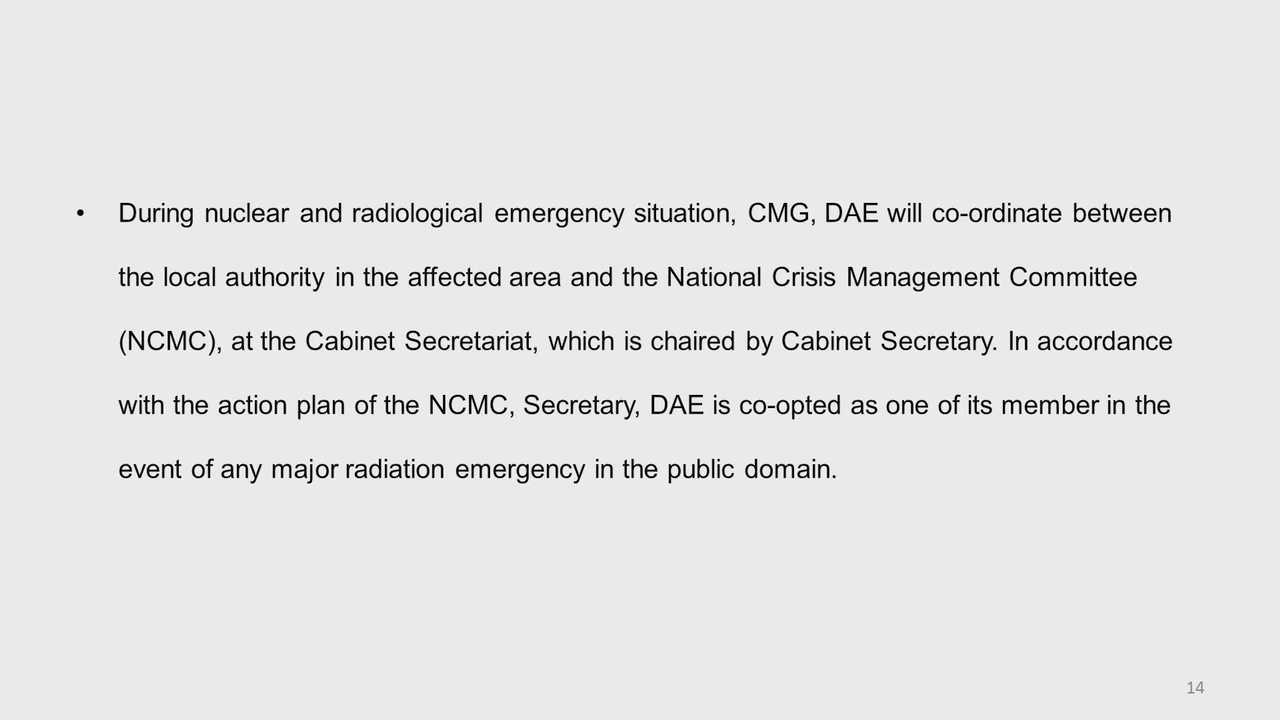 • During nuclear and radiological emergency situation, CMG, DAE will co-ordinate between
the local authority in the affected area and the National Crisis Management Committee
(NCMC), at the Cabinet Secretariat, which is chaired by Cabinet Secretary. In accordance
with the action plan of the NCMC, Secretary, DAE is co-opted as one of its member in the
event of any major radiation emergency in the public domain.
14